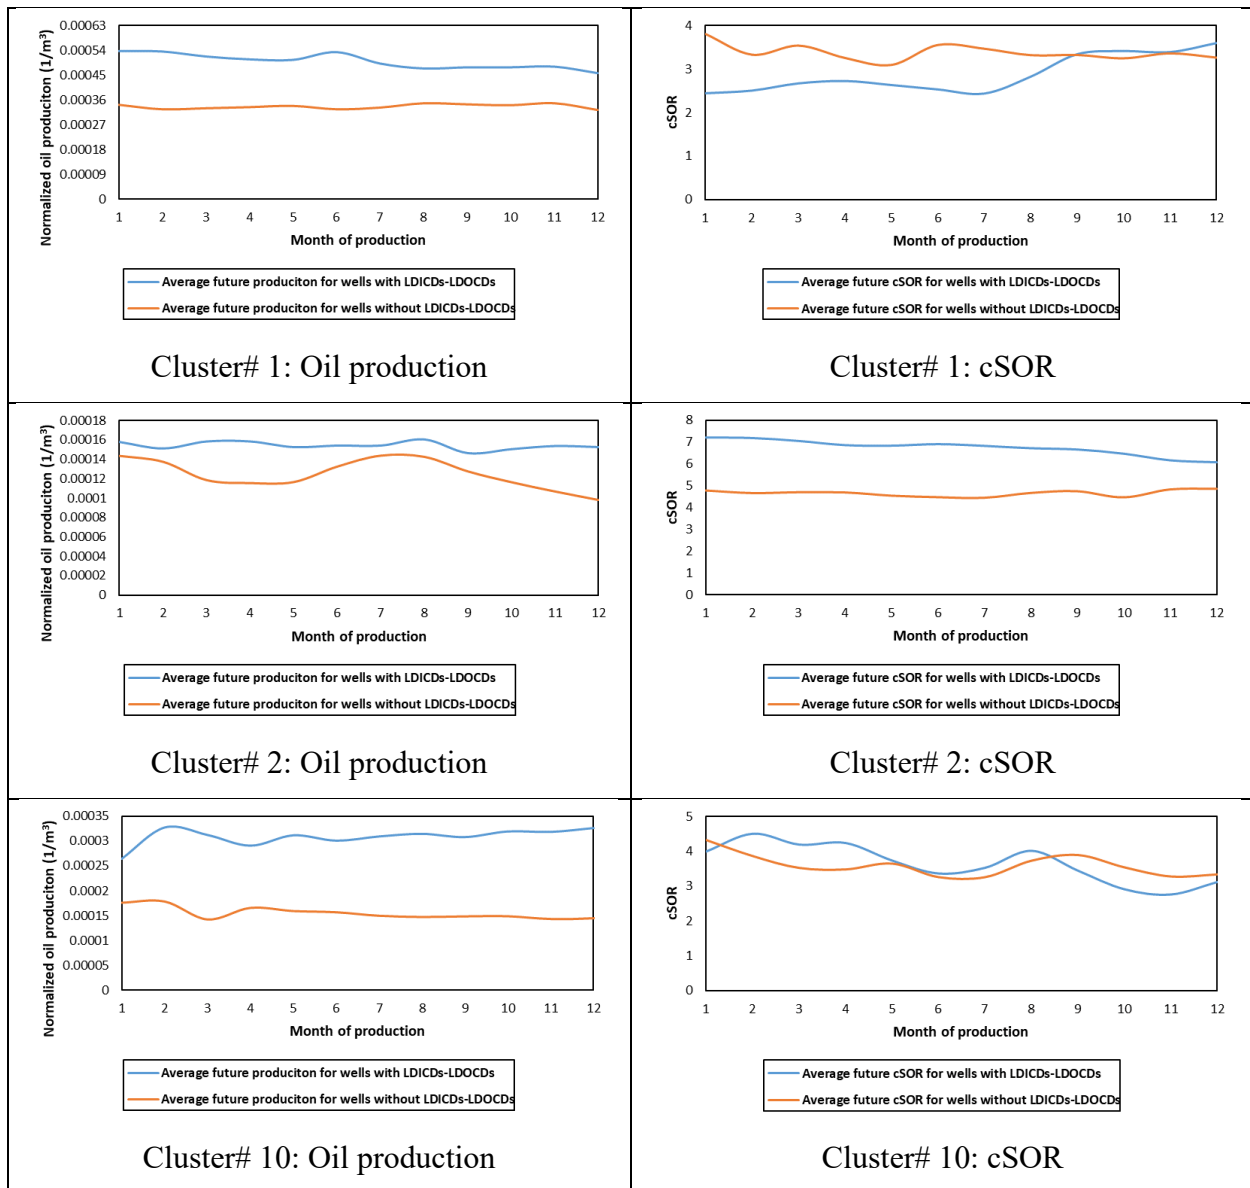 Normalized oil produciton (1/m³)
0.00063
0.00054
0.00045
0.00036
0.00027
0.00018
0.00009
0
1 2 3 4 5 6 7 8 9 10 11 12
Month of production
Average future produciton for wells with LDICDs-LDOCDs
Average future produciton for wells without LDICDs-LDOCDs
Cluster# 1: Oil production
cSOR
4
3
2
1
0
1 2 3 4 5 6 7 8 9 10 11 12
Month of production
Average future cSOR for wells with LDICDs-LDOCDs
Average future cSOR for wells without LDICDs-LDOCDs
Cluster# 1: cSOR
Normalized oil produciton (1/m³)
0.00018
0.00016
0.00014
0.00012
0.0001
0.00008
0.00006
0.00004
0.00002
0
1 2 3 4 5 6 7 8 9 10 11 12
Month of production
Average future produciton for wells with LDICDs-LDOCDs
Average future produciton for wells without LDICDs-LDOCDs
Cluster# 2: Oil production
cSOR
8
7
6
5
4
3
2
1
0
1 2 3 4 5 6 7 8 9 10 11 12
Month of production
Average future cSOR for wells with LDICDs-LDOCDs
Average future cSOR for wells without LDICDs-LDOCDs
Cluster# 2: cSOR
Normalized oil produciton (1/m³)
0.00035
0.0003
0.00025
0.0002
0.00015
0.0001
0.00005
0
1 2 3 4 5 6 7 8 9 10 11 12
Month of production
Average future produciton for wells with LDICDs-LDOCDs
Average future produciton for wells without LDICDs-LDOCDs
Cluster# 10: Oil production
cSOR
5
4
3
2
1
0
1 2 3 4 5 6 7 8 9 10 11 12
Month of production
Average future cSOR for wells with LDICDs-LDOCDs
Average future cSOR for wells without LDICDs-LDOCDs
Cluster# 10: cSOR